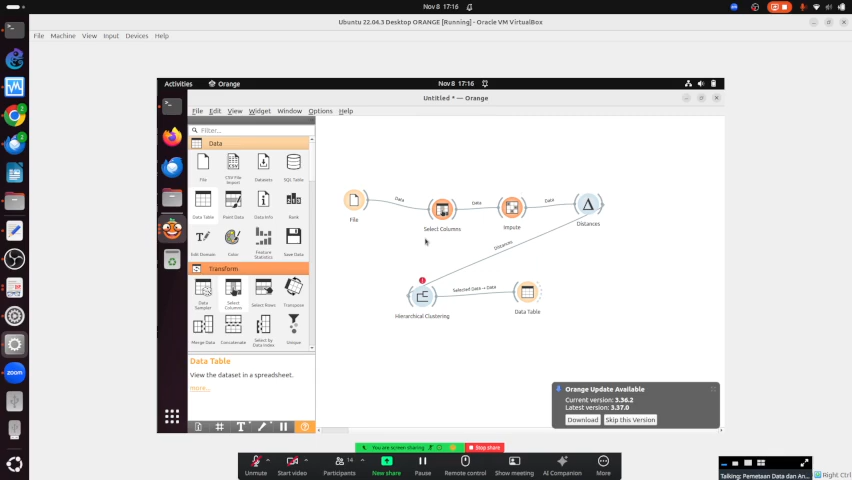 Nov 8 17:16
Ubuntu 22.04.3 Desktop ORANGE [Running] - Oracle VM VirtualBox
File Machine View Input Devices Help
Activities Orange Nov 8 17:16
Untitled * — Orange
File Edit View Widget Window Options Help
Filter...
Data
File
CSV File Import
Datasets
SQL Table
Data Table
Paint Data
Data Info
Rank
Edit Domain
Color
Feature Statistics
Save Data
Transform
Data Sampler
Select Columns
Select Rows
Transpose
Merge Data
Concatenate
Select by Data Index
Unique
Data Table
View the dataset in a spreadsheet.
more...
File
Data
Select Columns
Data
Impute
Data
Distances
Distances
Hierarchical Clustering
Selected Data → Data
Data Table
Orange Update Available
Current version: 3.36.2
Latest version: 3.37.0
Download Skip this Version
You are screen sharing Stop share
14
Unmute Start video Participants New share Pause Remote control Show meeting AI Companion More
zoom
Talking: Pemetaan Data dan An...
Right Ctrl